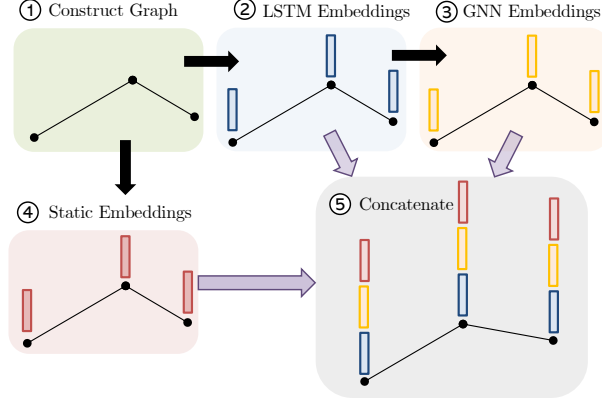 ① Construct Graph
② LSTM Embeddings
③ GNN Embeddings
④ Static Embeddings
⑤ Concatenate